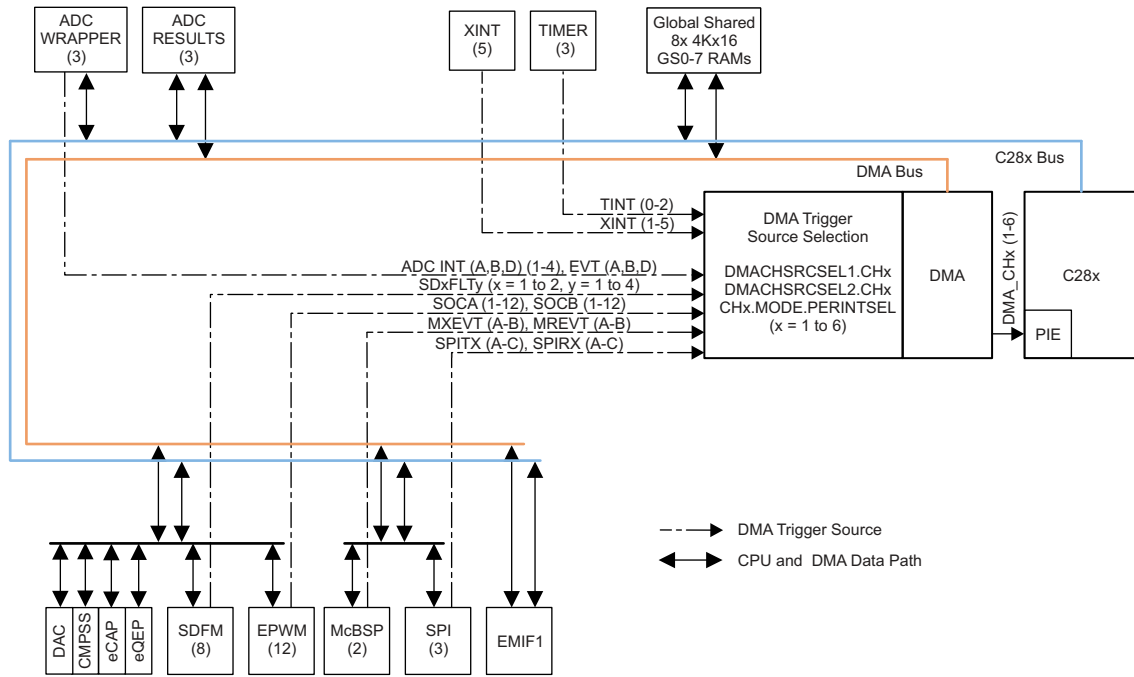 ADC
WRAPPER
(3)
ADC
RESULTS
(3)
XINT
(5)
TIMER
(3)
Global Shared
8x 4Kx16
GS0-7 RAMs
C28x Bus
DMA Bus
TINT (0-2)
XINT (1-5)
ADC INT (A,B,D) (1-4), EVT (A,B,D)
SDxFLTy (x = 1 to 2, y = 1 to 4)
SOCA (1-12), SOCB (1-12)
MXEVT (A-B), MREVT (A-B)
SPITX (A-C), SPIRX (A-C)
DMA Trigger
Source Selection
DMACHSRCSEL1.CHx
DMACHSRCSEL2.CHx
CHx.MODE.PERINTSEL
(x = 1 to 6)
DMA
DMA_CHx (1-6)
C28x
PIE
DMA Trigger Source
CPU and DMA Data Path
DAC
CMPSS
eCAP
eQEP
SDFM
(8)
EPWM
(12)
McBSP
(2)
SPI
(3)
EMIF1